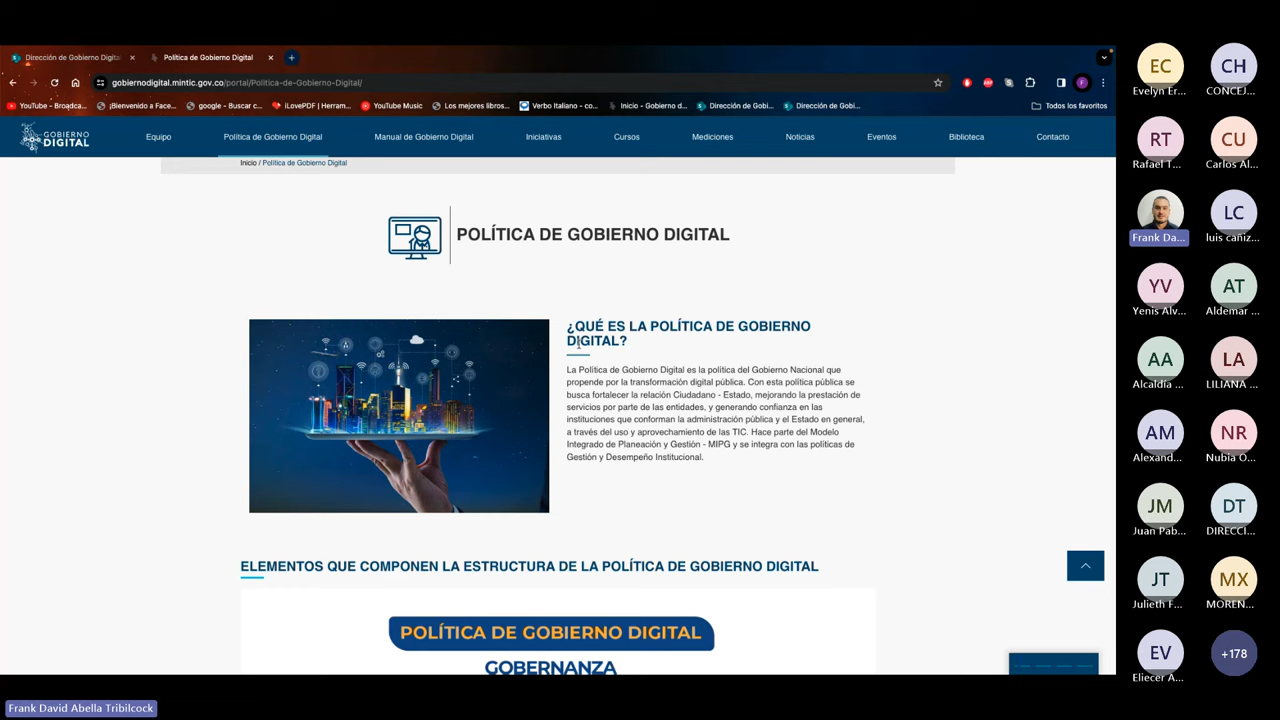 Dirección de Gobierno Digital
Política de Gobierno Digital
gobiernodigital.mintic.gov.co/portal/Politica-de-Gobierno-Digital/
YouTube - Broadca...
¡Bienvenido a Face...
google - Buscar c...
iLovePDF | Herram...
YouTube Music
Los mejores libros...
Verbo Italiano - co...
Inicio - Gobierno d...
Dirección de Gobi...
Dirección de Gobi...
Todos los favoritos
GOBIERNO
DIGITAL
Equipo
Política de Gobierno Digital
Manual de Gobierno Digital
Iniciativas
Cursos
Mediciones
Noticias
Eventos
Biblioteca
Contacto
Inicio / Política de Gobierno Digital
POLÍTICA DE GOBIERNO DIGITAL
¿QUÉ ES LA POLÍTICA DE GOBIERNO
DIGITAL?
La Política de Gobierno Digital es la política del Gobierno Nacional que
propende por la transformación digital pública. Con esta política pública se
busca fortalecer la relación Ciudadano - Estado, mejorando la prestación de
servicios por parte de las entidades, y generando confianza en las
instituciones que conforman la administración pública y el Estado en general,
a través del uso y aprovechamiento de las TIC. Hace parte del Modelo
Integrado de Planeación y Gestión - MIPG y se integra con las políticas de
Gestión y Desempeño Institucional.
ELEMENTOS QUE COMPONEN LA ESTRUCTURA DE LA POLÍTICA DE GOBIERNO DIGITAL
POLÍTICA DE GOBIERNO DIGITAL
GOBERNANZA
EC
Evelyn Er...
CH
CONCEJ...
RT
Rafael T...
CU
Carlos Al...
Frank Da...
LC
luis cañiz...
YV
Yenis Alv...
AT
Aldemar ...
AA
Alcaldía ...
LA
LILIANA ...
AM
Alexand...
NR
Nubia O...
JM
Juan Pab...
DT
DIRECCI...
JT
Julieth F...
MX
MOREN...
EV
Eliecer A...
+178
Frank David Abella Tribilcock